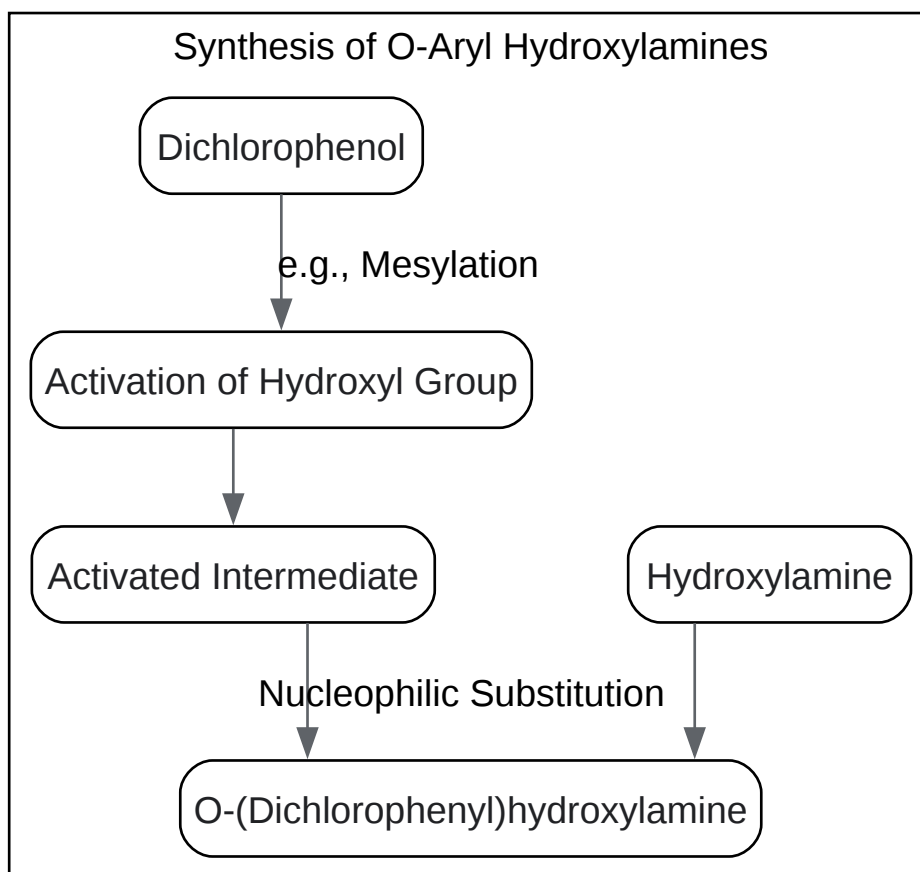 Synthesis of O-Aryl Hydroxylamines
Dichlorophenol
e.g., Mesylation
Activation of Hydroxyl Group
Activated Intermediate
Hydroxylamine
Nucleophilic Substitution
O-(Dichlorophenyl)hydroxylamine